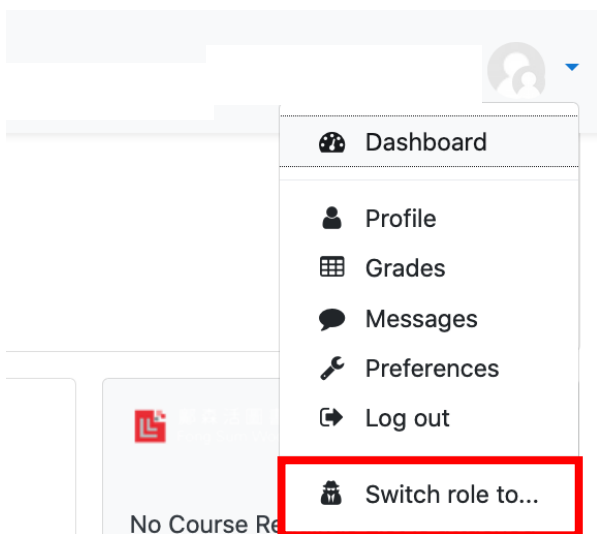 Dashboard
Profile
Grades
Messages
Preferences
Log out
Switch role to...
No Course Re